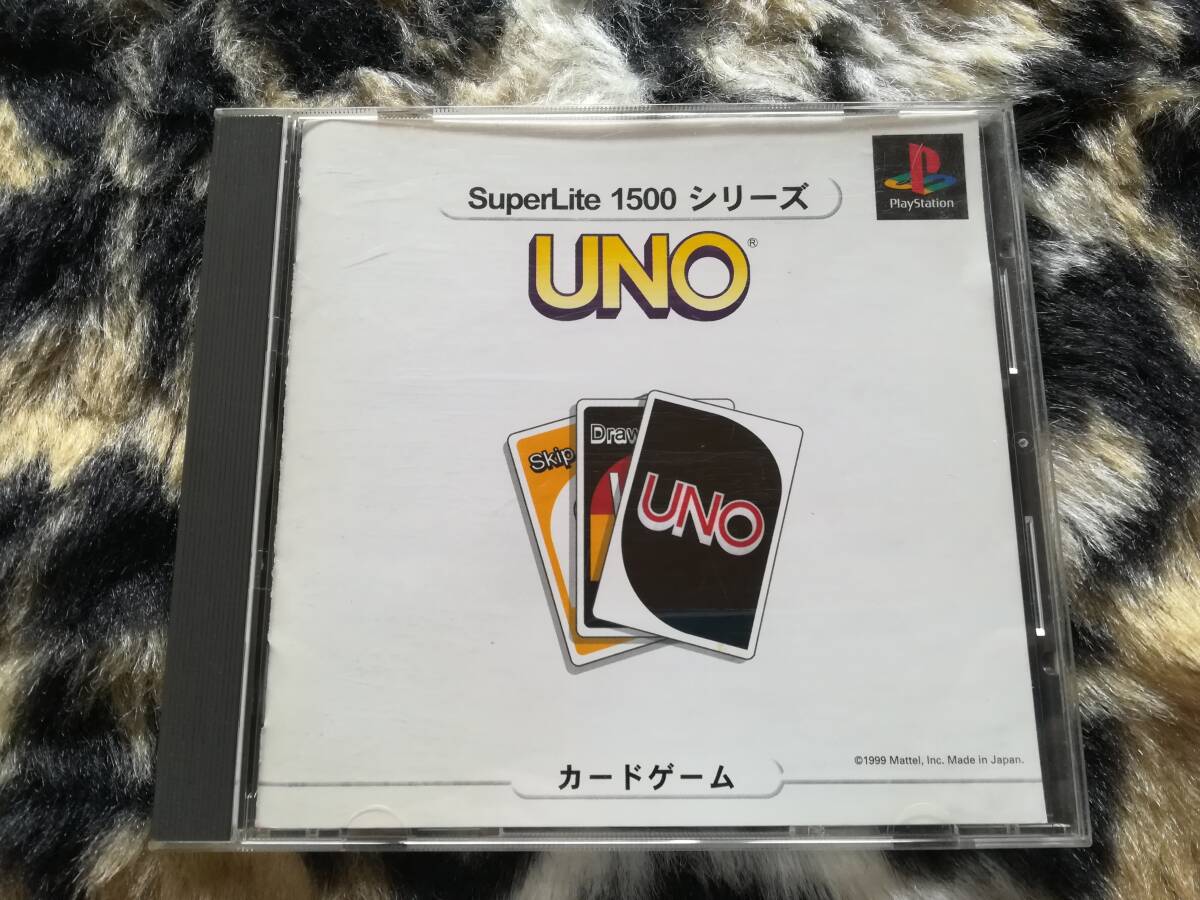 PlayStation
SuperLite 1500 シリーズ
UNO®
Skip
Draw
UNO
©1999 Mattel, Inc. Made in Japan.
カードゲーム